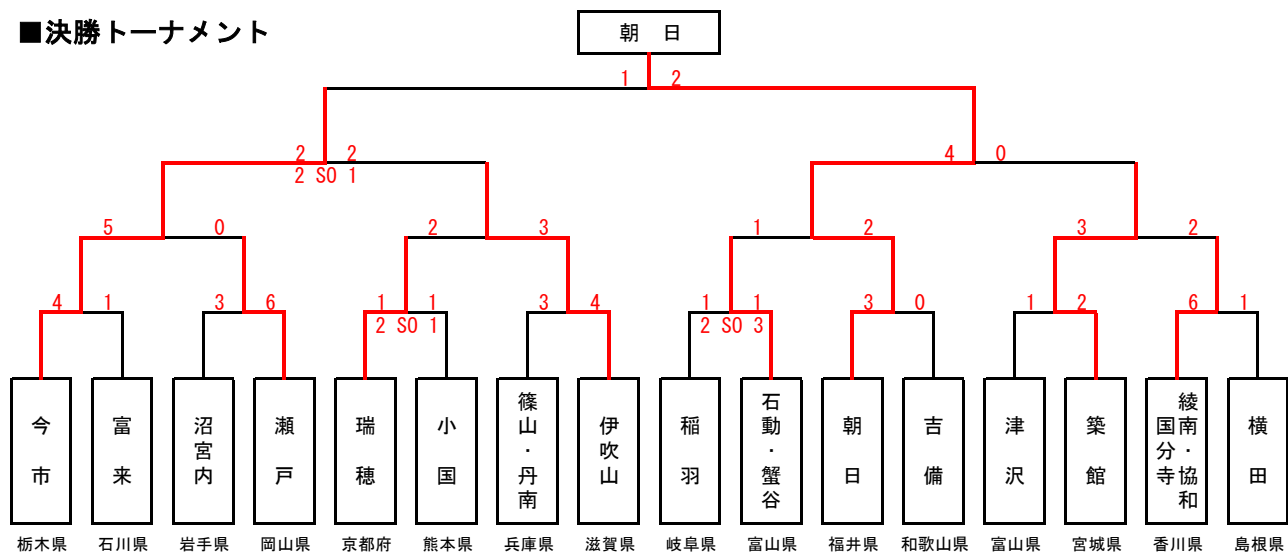 ■決勝トーナメント
朝 日
1 2
2 2
2 SO 1
4 0
5 0
2 3
1 2
3 2
4 1
3 6
1 1
2 SO 1
3 4
1 1
2 SO 3
3 0
1 2
6 1
今市
富来
沼宮内
瀬戸
瑞穂
小国
篠山・丹南
伊吹山
稲羽
石動・蟹谷
朝日
吉備
津沢
築館
綾南・協和
国分寺
横田
栃木県
石川県
岩手県
岡山県
京都府
熊本県
兵庫県
滋賀県
岐阜県
富山県
福井県
和歌山県
富山県
宮城県
香川県
島根県